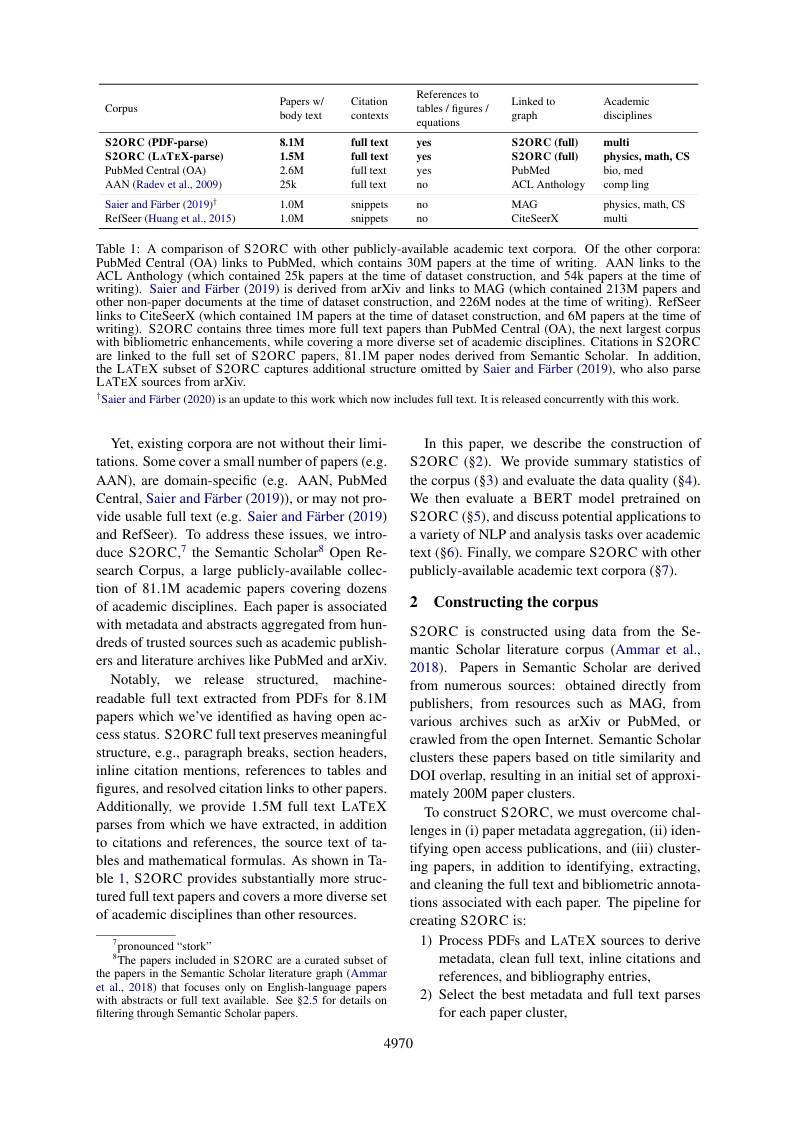 Corpus
Papers w/
body text
Citation
contexts
References to
tables / figures /
equations
Linked to
graph
Academic
disciplines
S2ORC (PDF-parse) 8.1M full text yes S2ORC (full) multi
S2ORC (LATEX-parse) 1.5M full text yes S2ORC (full) physics, math, CS
PubMed Central (OA) 2.6M full text yes PubMed bio, med
AAN (Radev et al., 2009) 25k full text no ACL Anthology comp ling
Saier and Färber (2019)† 1.0M snippets no MAG physics, math, CS
RefSeer (Huang et al., 2015) 1.0M snippets no CiteSeerX multi
Table 1: A comparison of S2ORC with other publicly-available academic text corpora. Of the other corpora:
PubMed Central (OA) links to PubMed, which contains 30M papers at the time of writing. AAN links to the
ACL Anthology (which contained 25k papers at the time of dataset construction, and 54k papers at the time of
writing). Saier and Färber (2019) is derived from arXiv and links to MAG (which contained 213M papers and
other non-paper documents at the time of dataset construction, and 226M nodes at the time of writing). RefSeer
links to CiteSeerX (which contained 1M papers at the time of dataset construction, and 6M papers at the time of
writing). S2ORC contains three times more full text papers than PubMed Central (OA), the next largest corpus
with bibliometric enhancements, while covering a more diverse set of academic disciplines. Citations in S2ORC
are linked to the full set of S2ORC papers, 81.1M paper nodes derived from Semantic Scholar. In addition,
the LATEX subset of S2ORC captures additional structure omitted by Saier and Färber (2019), who also parse
LATEX sources from arXiv.
†Saier and Färber (2020) is an update to this work which now includes full text. It is released concurrently with this work.
Yet, existing corpora are not without their limi-
tations. Some cover a small number of papers (e.g.
AAN), are domain-specific (e.g. AAN, PubMed
Central, Saier and Färber (2019)), or may not pro-
vide usable full text (e.g. Saier and Färber (2019)
and RefSeer). To address these issues, we intro-
duce S2ORC,7 the Semantic Scholar8 Open Re-
search Corpus, a large publicly-available collec-
tion of 81.1M academic papers covering dozens
of academic disciplines. Each paper is associated
with metadata and abstracts aggregated from hun-
dreds of trusted sources such as academic publish-
ers and literature archives like PubMed and arXiv.
Notably, we release structured, machine-
readable full text extracted from PDFs for 8.1M
papers which we've identified as having open ac-
cess status. S2ORC full text preserves meaningful
structure, e.g., paragraph breaks, section headers,
inline citation mentions, references to tables and
figures, and resolved citation links to other papers.
Additionally, we provide 1.5M full text LATEX
parses from which we have extracted, in addition
to citations and references, the source text of ta-
bles and mathematical formulas. As shown in Ta-
ble 1, S2ORC provides substantially more struc-
tured full text papers and covers a more diverse set
of academic disciplines than other resources.
7pronounced “stork”
8The papers included in S2ORC are a curated subset of
the papers in the Semantic Scholar literature graph (Ammar
et al., 2018) that focuses only on English-language papers
with abstracts or full text available. See §2.5 for details on
filtering through Semantic Scholar papers.
In this paper, we describe the construction of
S2ORC (§2). We provide summary statistics of
the corpus (§3) and evaluate the data quality (§4).
We then evaluate a BERT model pretrained on
S2ORC (§5), and discuss potential applications to
a variety of NLP and analysis tasks over academic
text (§6). Finally, we compare S2ORC with other
publicly-available academic text corpora (§7).
2 Constructing the corpus
S2ORC is constructed using data from the Se-
mantic Scholar literature corpus (Ammar et al.,
2018). Papers in Semantic Scholar are derived
from numerous sources: obtained directly from
publishers, from resources such as MAG, from
various archives such as arXiv or PubMed, or
crawled from the open Internet. Semantic Scholar
clusters these papers based on title similarity and
DOI overlap, resulting in an initial set of approxi-
mately 200M paper clusters.
To construct S2ORC, we must overcome chal-
lenges in (i) paper metadata aggregation, (ii) iden-
tifying open access publications, and (iii) cluster-
ing papers, in addition to identifying, extracting,
and cleaning the full text and bibliometric annota-
tions associated with each paper. The pipeline for
creating S2ORC is:
1) Process PDFs and LATEX sources to derive
metadata, clean full text, inline citations and
references, and bibliography entries,
2) Select the best metadata and full text parses
for each paper cluster,
4970